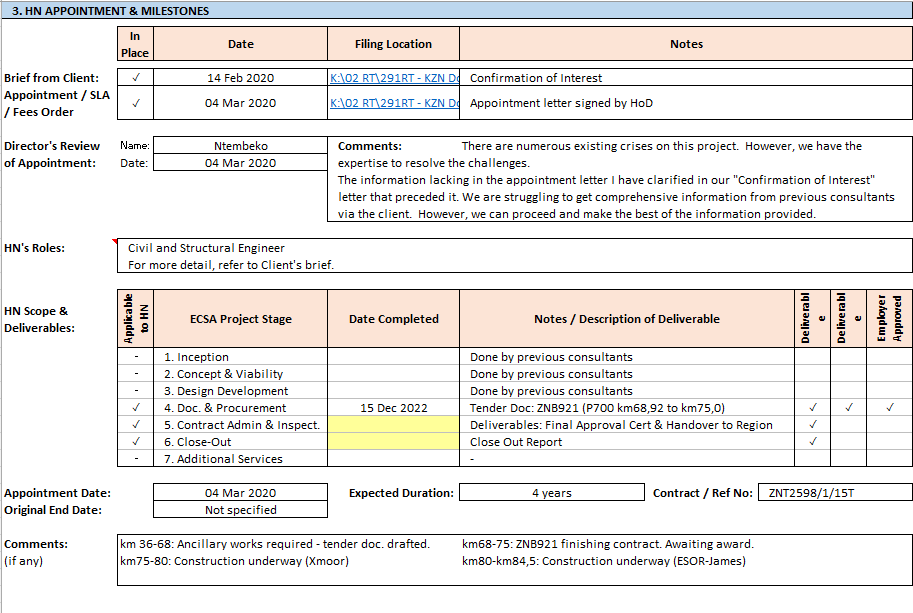 3. HN APPOINTMENT & MILESTONES
In Place Date Filing Location Notes
Brief from Client: ✓ 14 Feb 2020 K:\02 RT\291RT - KZN Do Confirmation of Interest
Appointment / SLA / Fees Order ✓ 04 Mar 2020 K:\02 RT\291RT - KZN Do Appointment letter signed by HoD
Director's Review of Appointment:
Name: Ntembeko
Date: 04 Mar 2020
Comments: There are numerous existing crises on this project. However, we have the
expertise to resolve the challenges.
The information lacking in the appointment letter I have clarified in our "Confirmation of Interest"
letter that preceded it. We are struggling to get comprehensive information from previous consultants
via the client. However, we can proceed and make the best of the information provided.
HN's Roles: Civil and Structural Engineer
For more detail, refer to Client's brief.
HN Scope & Deliverables:
Applicable to HN ECSA Project Stage Date Completed Notes / Description of Deliverable Deliverabl e Deliverabl e Employer Approved
- 1. Inception Done by previous consultants
- 2. Concept & Viability Done by previous consultants
- 3. Design Development Done by previous consultants
✓ 4. Doc. & Procurement 15 Dec 2022 Tender Doc: ZNB921 (P700 km68,92 to km75,0) ✓ ✓ ✓
✓ 5. Contract Admin & Inspect. Deliverables: Final Approval Cert & Handover to Region ✓
✓ 6. Close-Out Close Out Report ✓
- 7. Additional Services -
Appointment Date: 04 Mar 2020 Expected Duration: 4 years Contract / Ref No: ZNT2598/1/15T
Original End Date: Not specified
Comments: km 36-68: Ancillary works required - tender doc. drafted. km68-75: ZNB921 finishing contract. Awaiting award.
(if any) km75-80: Construction underway (Xmoor) km80-km84,5: Construction underway (ESOR-James)